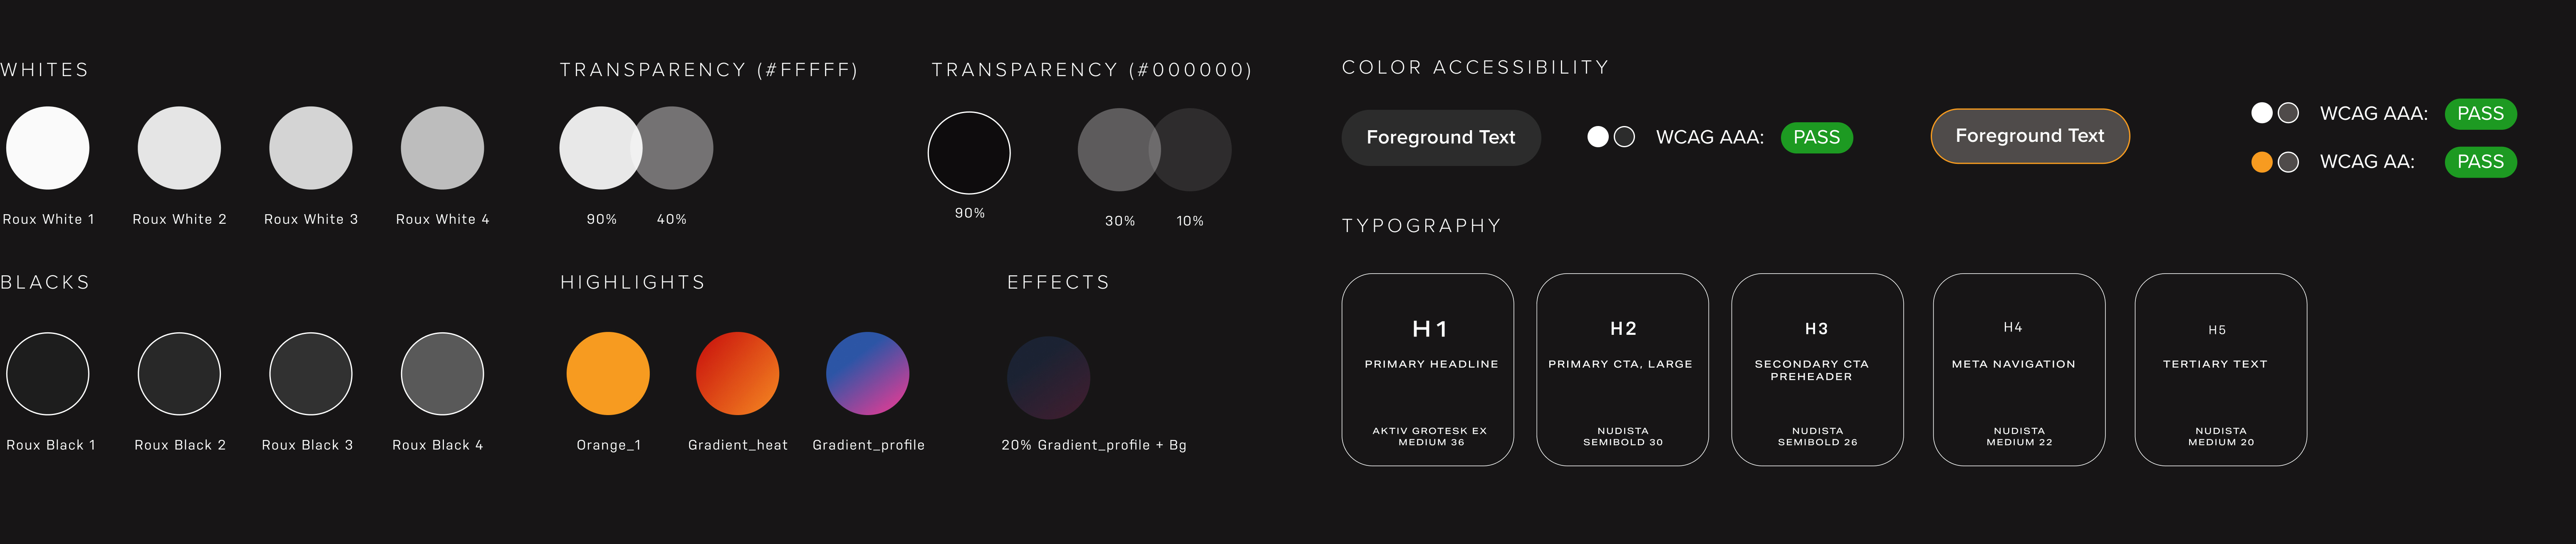 WHITES
Roux White 1
Roux White 2
Roux White 3
Roux White 4
TRANSPARENCY (#FFFFF)
90%
40%
TRANSPARENCY (#000000)
90%
30%
10%
BLACKS
Roux Black 1
Roux Black 2
Roux Black 3
Roux Black 4
HIGHLIGHTS
Orange_1
Gradient_heat
Gradient_profile
EFFECTS
20% Gradient_profile + Bg
COLOR ACCESSIBILITY
Foreground Text
WCAG AAA:
PASS
Foreground Text
WCAG AAA:
PASS
WCAG AA:
PASS
TYPOGRAPHY
H1
PRIMARY HEADLINE
AKTIV GROTESK EX
MEDIUM 36
H2
PRIMARY CTA, LARGE
NUDISTA
SEMIBOLD 30
H3
SECONDARY CTA
PREHEADER
NUDISTA
SEMIBOLD 26
H4
META NAVIGATION
NUDISTA
MEDIUM 22
H5
TERTIARY TEXT
NUDISTA
MEDIUM 20